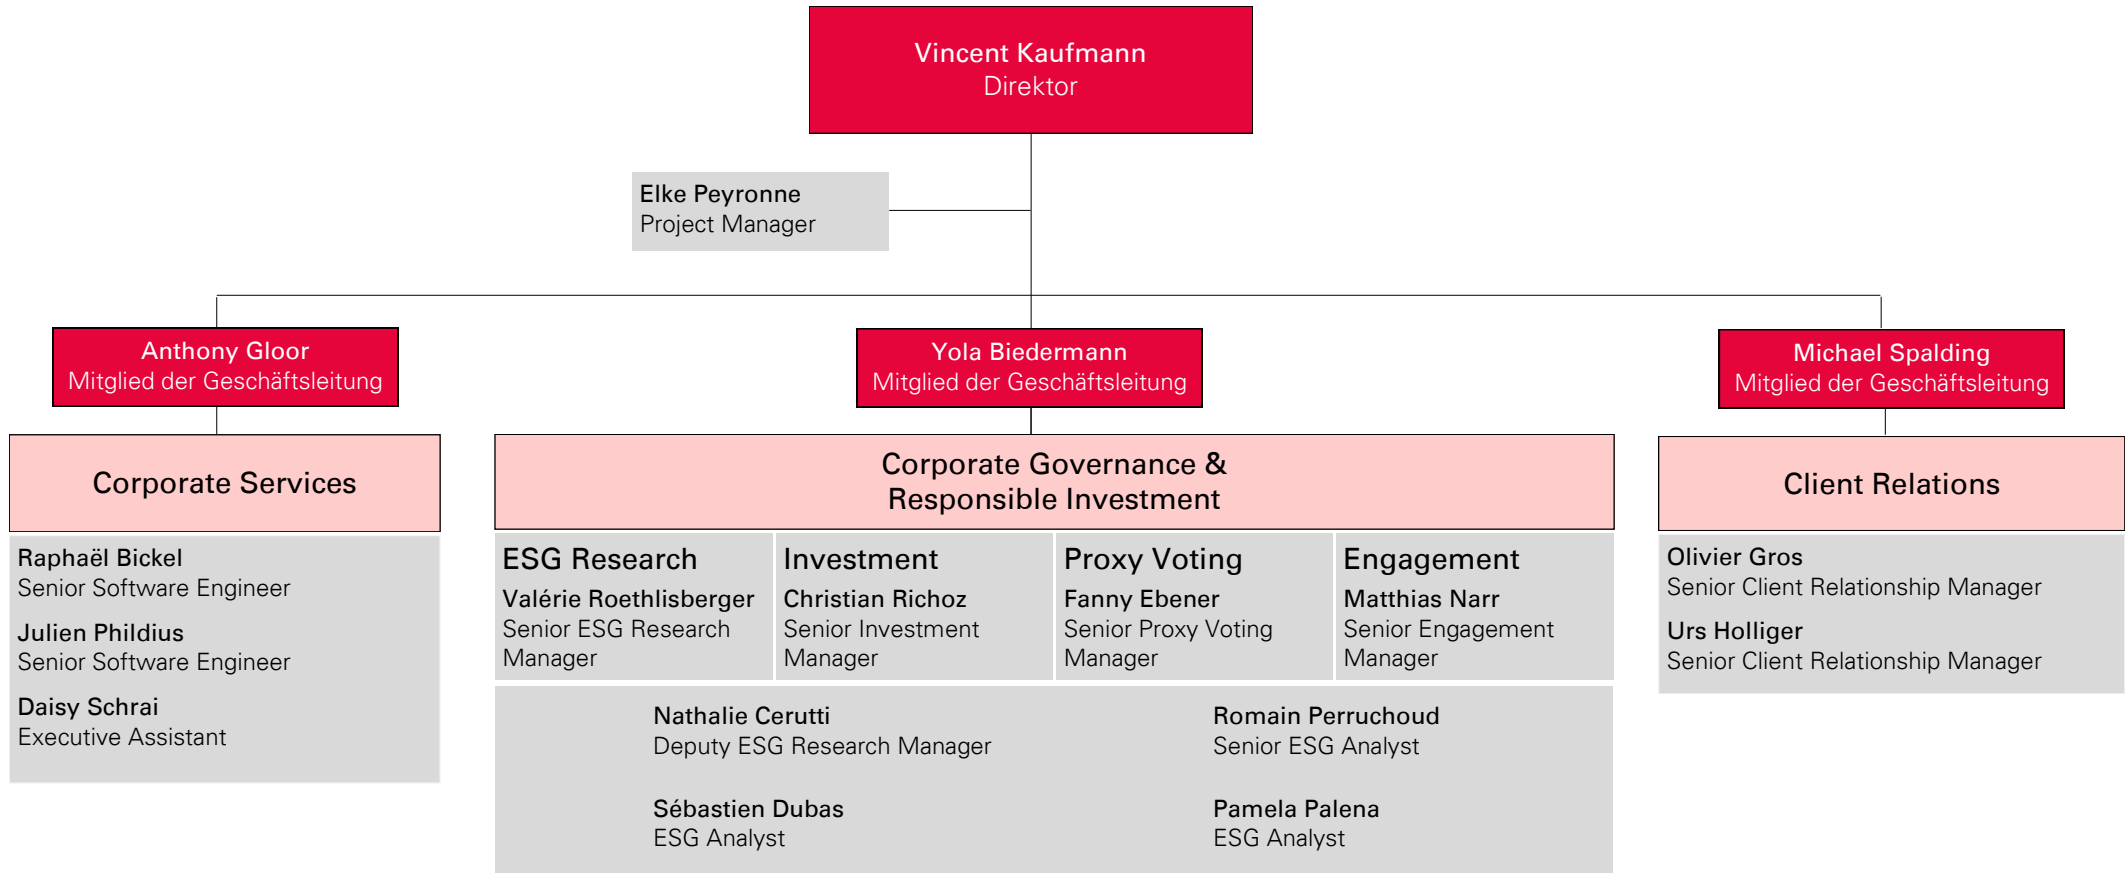 Vincent Kaufmann
Direktor
Elke Peyronne
Project Manager
Anthony Gloor
Mitglied der Geschäftsleitung
Yola Biedermann
Mitglied der Geschäftsleitung
Michael Spalding
Mitglied der Geschäftsleitung
Corporate Services
Raphaël Bickel
Senior Software Engineer
Julien Phildius
Senior Software Engineer
Daisy Schrai
Executive Assistant
Corporate Governance &
Responsible Investment
ESG Research
Valérie Roethlisberger
Senior ESG Research
Manager
Investment
Christian Richoz
Senior Investment
Manager
Proxy Voting
Fanny Ebener
Senior Proxy Voting
Manager
Engagement
Matthias Narr
Senior Engagement
Manager
Nathalie Cerutti
Deputy ESG Research Manager
Romain Perruchoud
Senior ESG Analyst
Sébastien Dubas
ESG Analyst
Pamela Palena
ESG Analyst
Client Relations
Olivier Gros
Senior Client Relationship Manager
Urs Holliger
Senior Client Relationship Manager